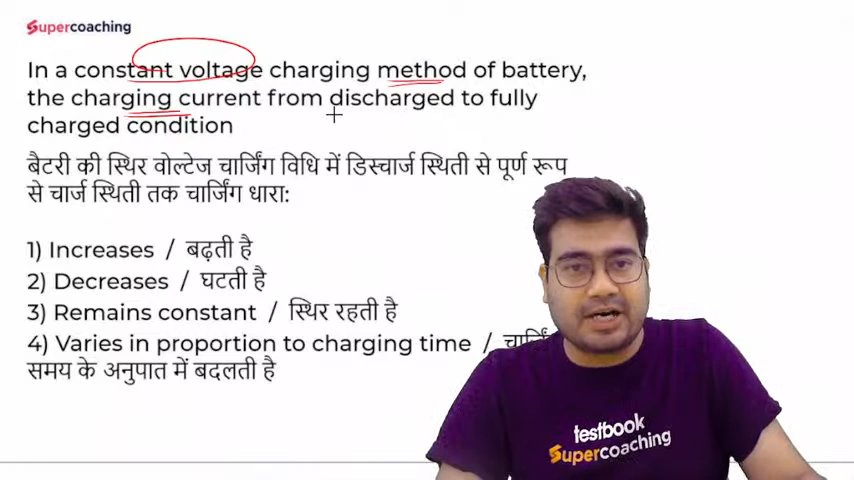 Supercoaching
In a constant voltage charging method of battery,
the charging current from discharged to fully
charged condition
बैटरी की स्थिर वोल्टेज चार्जिंग विधि में डिस्चार्ज स्थिती से पूर्ण रूप
से चार्ज स्थिती तक चार्जिंग धारा:
1) Increases / बढ़ती है
2) Decreases / घटती है
3) Remains constant / स्थिर रहती है
4) Varies in proportion to charging time /
समय के अनुपात में बदलती है
testbook
Supercoaching